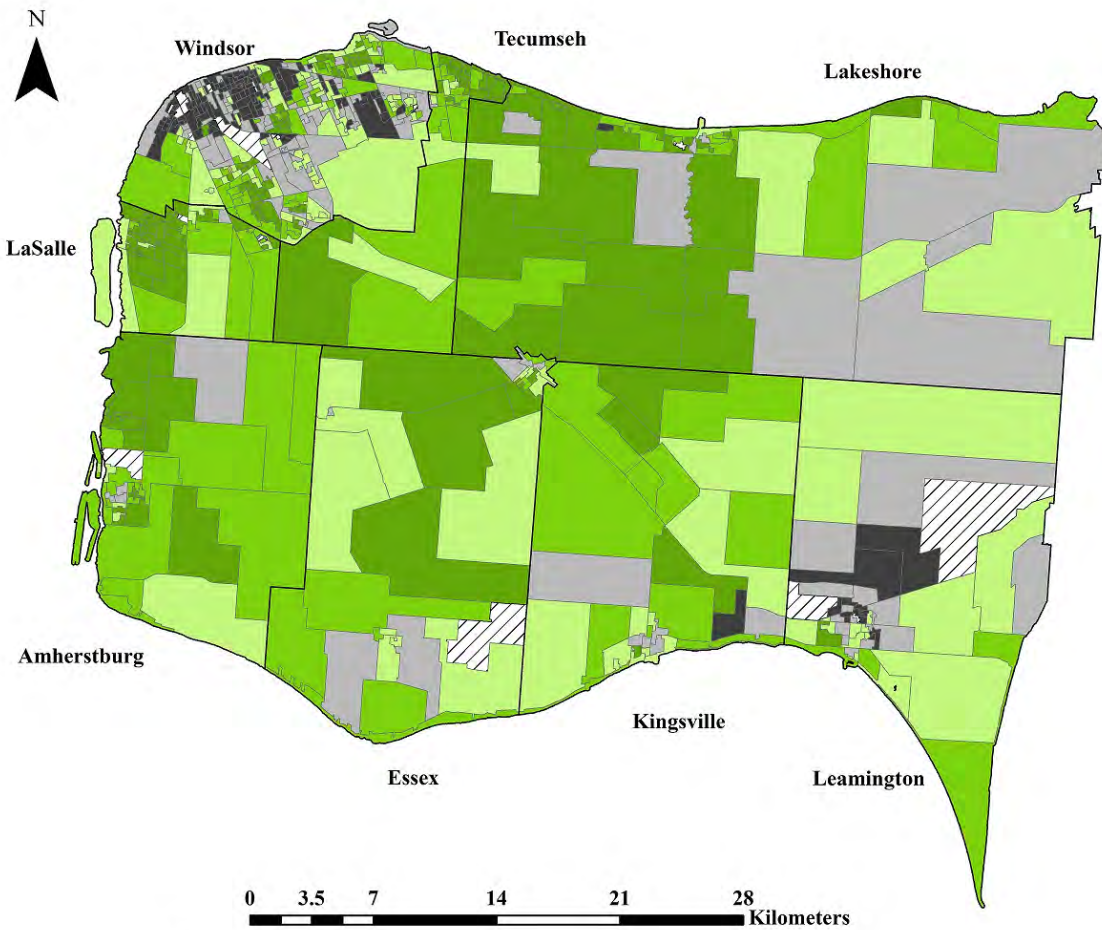 N
Windsor
Tecumseh
Lakeshore
LaSalle
Amherstburg
Kingsville
Essex
Leamington
0 3.5 7 14 21 28
Kilometers